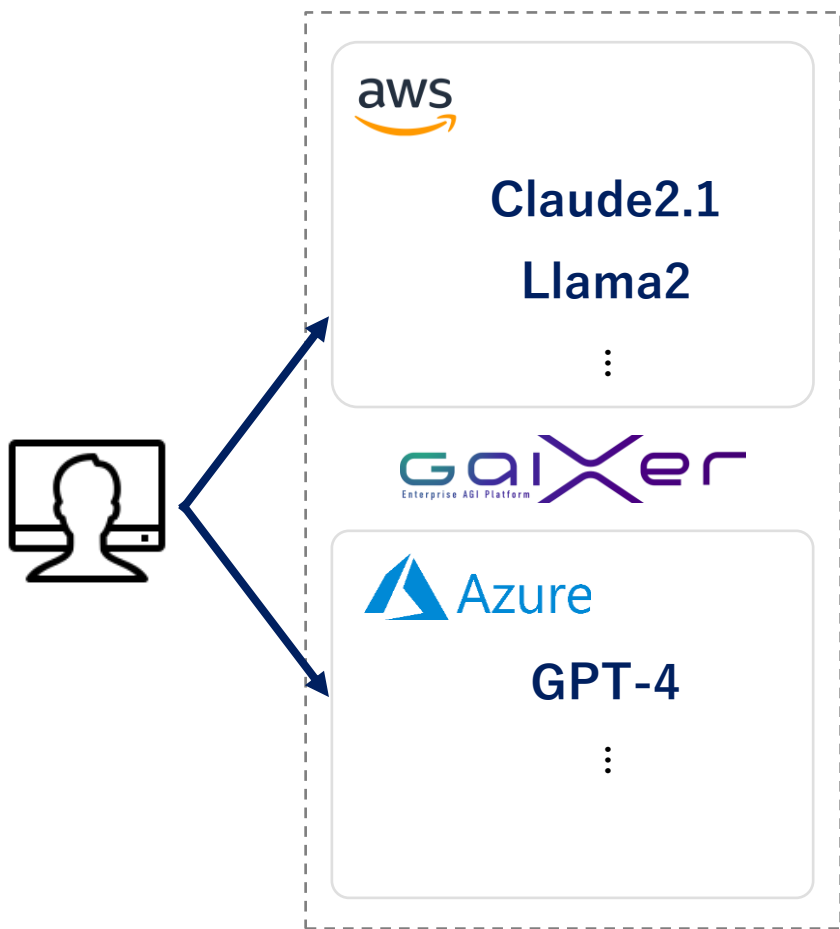 aws
Claude2.1
Llama2
⋮
GaiXer
Enterprise AGI Platform
Azure
GPT-4
⋮